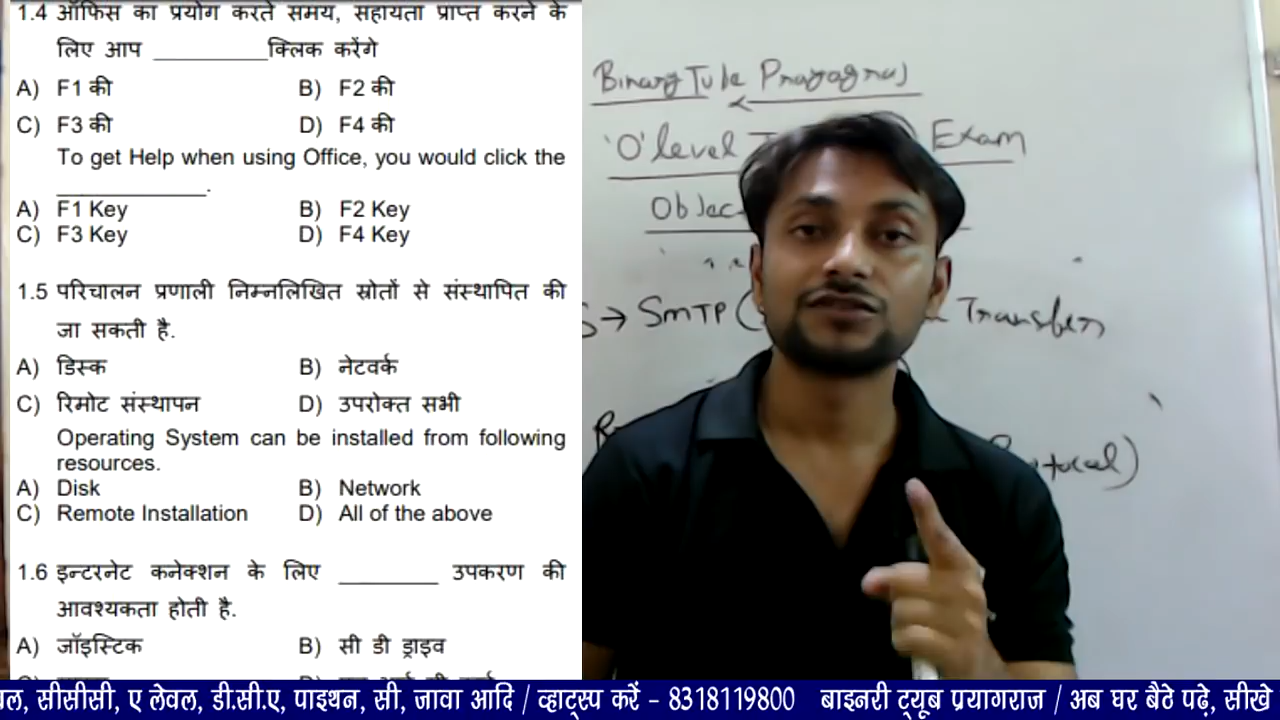 1.4 ऑफिस का प्रयोग करते समय, सहायता प्राप्त करने के
लिए आप __________क्लिक करेंगे
A) F1 की B) F2 की
C) F3 की D) F4 की
To get Help when using Office, you would click the
_____________.
A) F1 Key B) F2 Key
C) F3 Key D) F4 Key
1.5 परिचालन प्रणाली निम्नलिखित स्रोतों से संस्थापित की
जा सकती है.
A) डिस्क B) नेटवर्क
C) रिमोट संस्थापन D) उपरोक्त सभी
Operating System can be installed from following
resources.
A) Disk B) Network
C) Remote Installation D) All of the above
1.6 इन्टरनेट कनेक्शन के लिए _________ उपकरण की
आवश्यकता होती है.
A) जॉइस्टिक B) सी डी ड्राइव
Binary Tube Prayagraj
'O' level Exam
Objec
→ SMTP ( Transfer
सीसीसी, ए लेवल, डी.सी.ए, पाइथन, सी, जावा आदि / व्हाट्स्प करें - 8318119800 बाइनरी ट्यूब प्रयागराज / अब घर बैठे पढ़े, सीखे